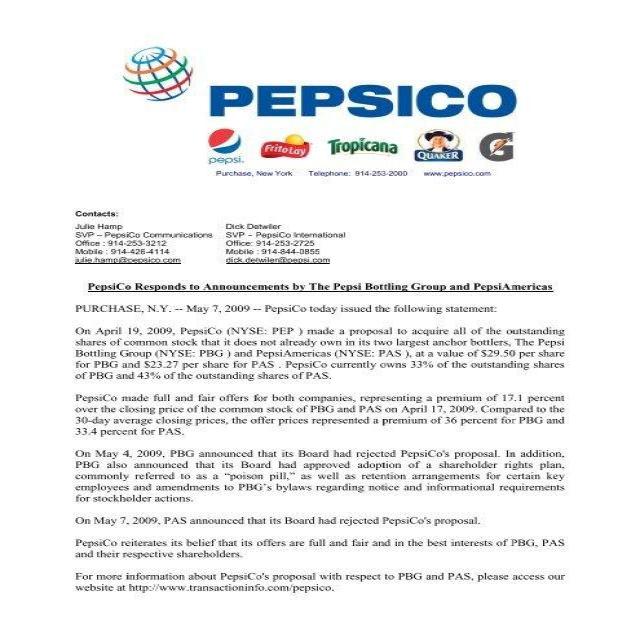 PEPSICO
pepsi.
FritoLay
Tropicana
QUAKER
G
Purchase, New York Telephone: 914-253-2000 www.pepsico.com
Contacts:
Julie Hamp Dick Detwiler
SVP – PepsiCo Communications SVP – PepsiCo International
Office : 914-253-3212 Office: 914-253-2725
Mobile : 914-426-4114 Mobile : 914-844-0855
julie.hamp@pepsico.com dick.detwiler@pepsi.com
PepsiCo Responds to Announcements by The Pepsi Bottling Group and PepsiAmericas
PURCHASE, N.Y. -- May 7, 2009 -- PepsiCo today issued the following statement:
On April 19, 2009, PepsiCo (NYSE: PEP ) made a proposal to acquire all of the outstanding
shares of common stock that it does not already own in its two largest anchor bottlers, The Pepsi
Bottling Group (NYSE: PBG ) and PepsiAmericas (NYSE: PAS ), at a value of $29.50 per share
for PBG and $23.27 per share for PAS . PepsiCo currently owns 33% of the outstanding shares
of PBG and 43% of the outstanding shares of PAS.
PepsiCo made full and fair offers for both companies, representing a premium of 17.1 percent
over the closing price of the common stock of PBG and PAS on April 17, 2009. Compared to the
30-day average closing prices, the offer prices represented a premium of 36 percent for PBG and
33.4 percent for PAS.
On May 4, 2009, PBG announced that its Board had rejected PepsiCo's proposal. In addition,
PBG also announced that its Board had approved adoption of a shareholder rights plan,
commonly referred to as a “poison pill,” as well as retention arrangements for certain key
employees and amendments to PBG’s bylaws regarding notice and informational requirements
for stockholder actions.
On May 7, 2009, PAS announced that its Board had rejected PepsiCo's proposal.
PepsiCo reiterates its belief that its offers are full and fair and in the best interests of PBG, PAS
and their respective shareholders.
For more information about PepsiCo's proposal with respect to PBG and PAS, please access our
website at http://www.transactioninfo.com/pepsico.